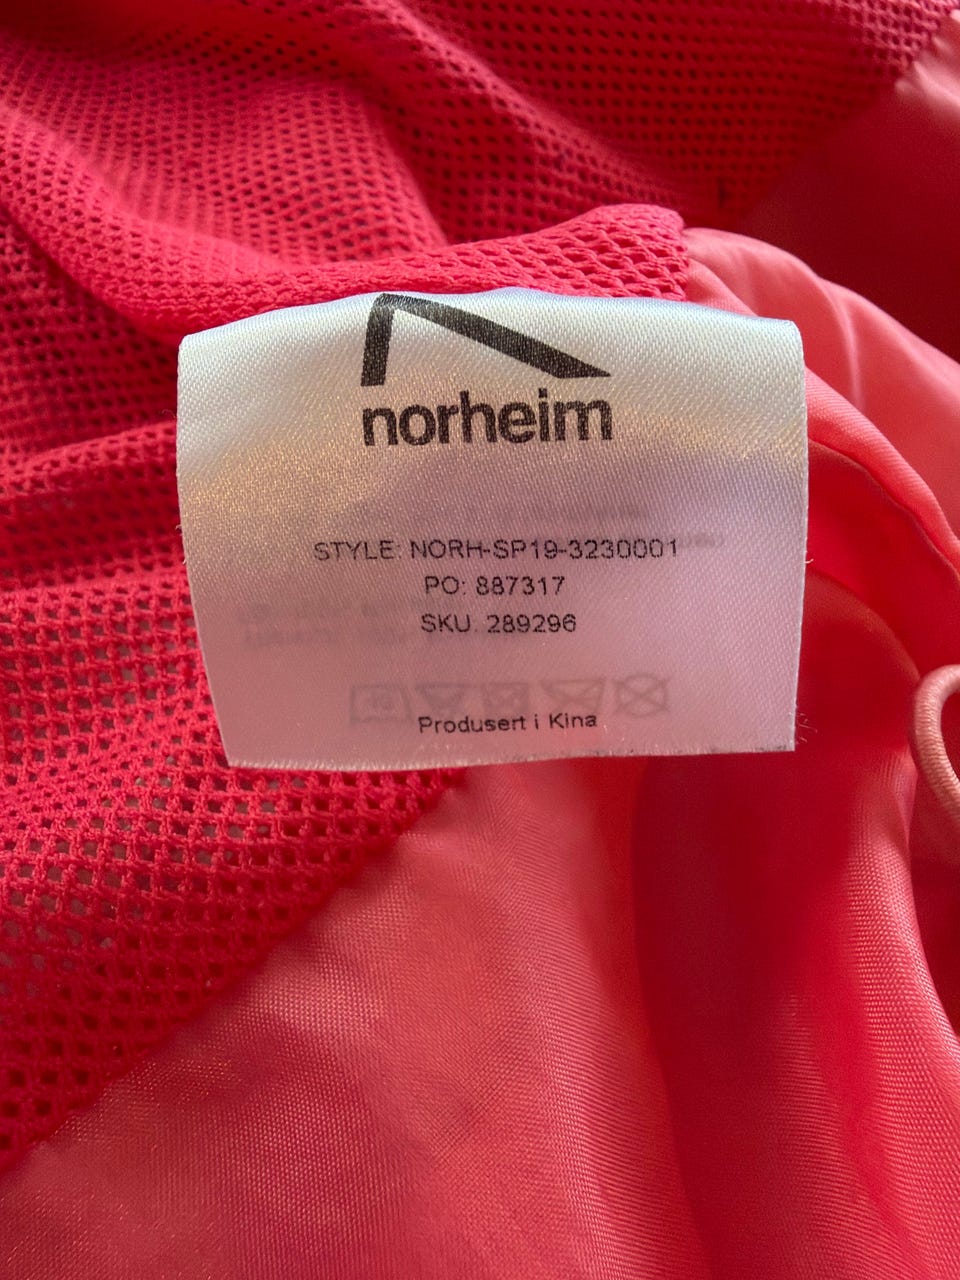 norheim
STYLE: NORH-SP19-3230001
PO: 887317
SKU: 289296
Produsert i Kina